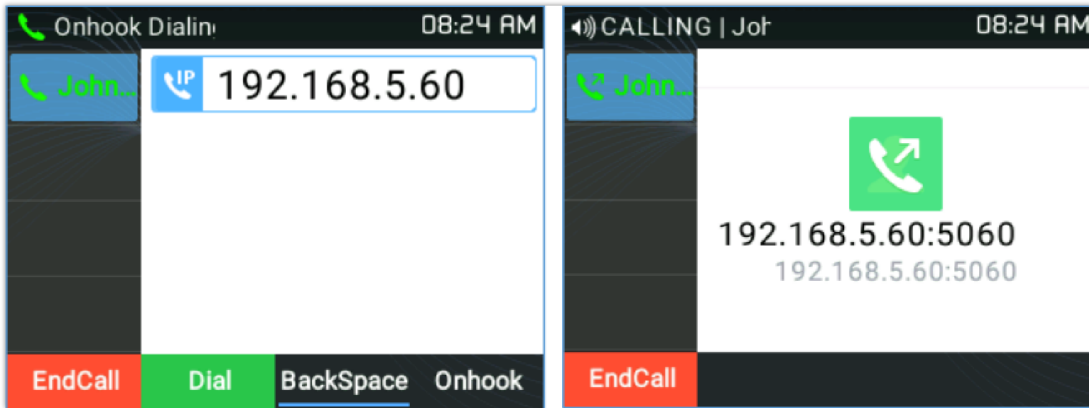 Onhook Dialin
08:24 AM
John...
IP
192.168.5.60
EndCall
Dial
BackSpace
Onhook
CALLING | Joh
08:24 AM
John...
192.168.5.60:5060
192.168.5.60:5060
EndCall